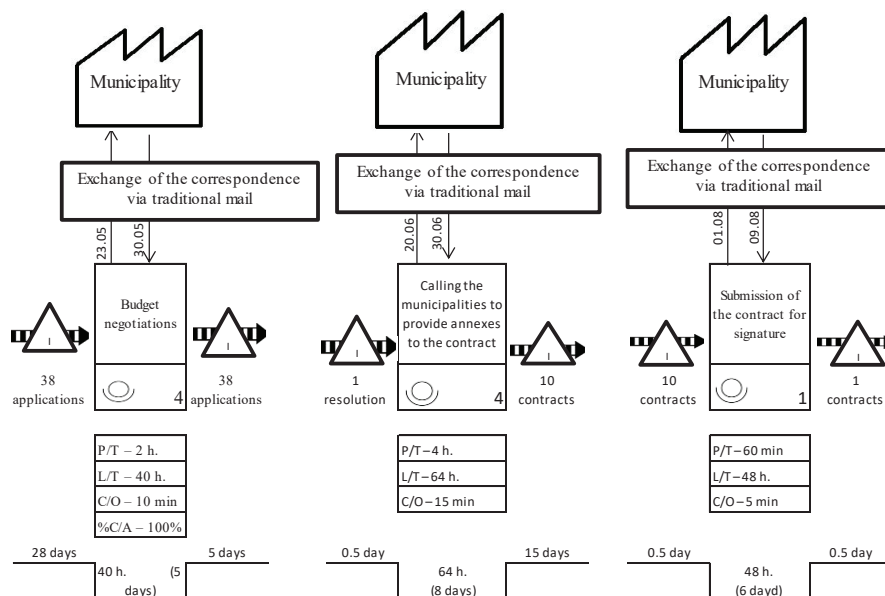 Municipality
Municipality
Municipality
Exchange of the correspondence
via traditional mail
Exchange of the correspondence
via traditional mail
Exchange of the correspondence
via traditional mail
23.05
30.05
20.06
30.06
01.08
09.08
Budget
negotiations
Calling the
municipalities to
provide annexes
to the contract
Submission of
the contract for
signature
I
I
I
I
I
I
38
applications
4
38
applications
1
resolution
4
10
contracts
10
contracts
1
1
contracts
P/T – 2 h.
L/T – 40 h.
C/O – 10 min
%C/A – 100%
P/T – 4 h.
L/T – 64 h.
C/O – 15 min
P/T – 60 min
L/T – 48 h.
C/O – 5 min
28 days
40 h. (5
days)
5 days
0.5 day
64 h.
(8 days)
15 days
0.5 day
48 h.
(6 dayd)
0.5 day